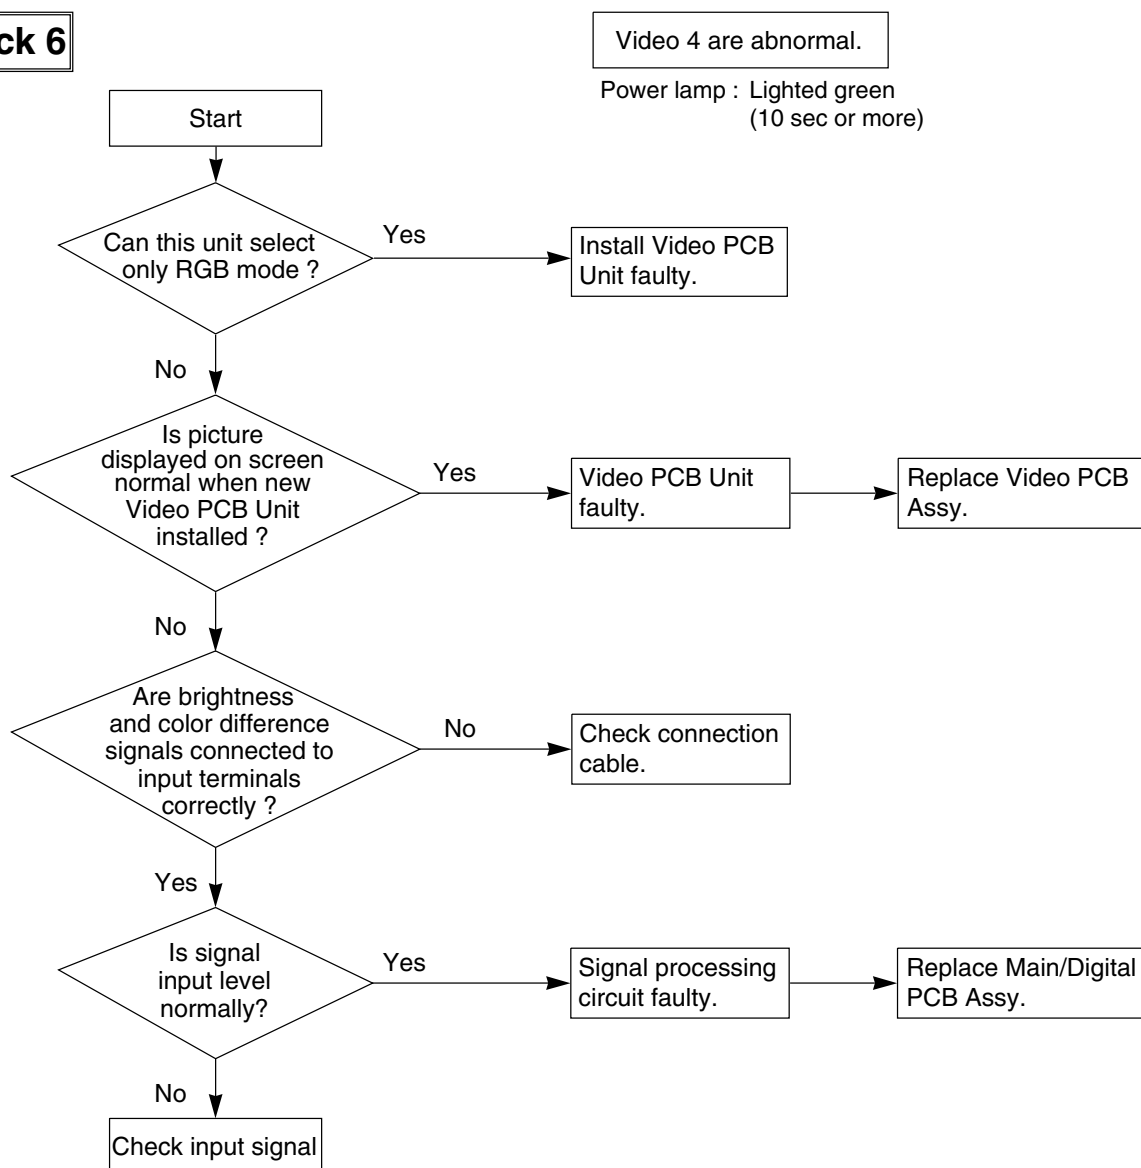 ck 6
Video 4 are abnormal.
Power lamp : Lighted green
(10 sec or more)
Start
Can this unit select
only RGB mode ?
Yes
Install Video PCB
Unit faulty.
No
Is picture
displayed on screen
normal when new
Video PCB Unit
installed ?
Yes
Video PCB Unit
faulty.
Replace Video PCB
Assy.
No
Are brightness
and color difference
signals connected to
input terminals
correctly ?
No
Check connection
cable.
Yes
Is signal
input level
normally?
Yes
Signal processing
circuit faulty.
Replace Main/Digital
PCB Assy.
No
Check input signal